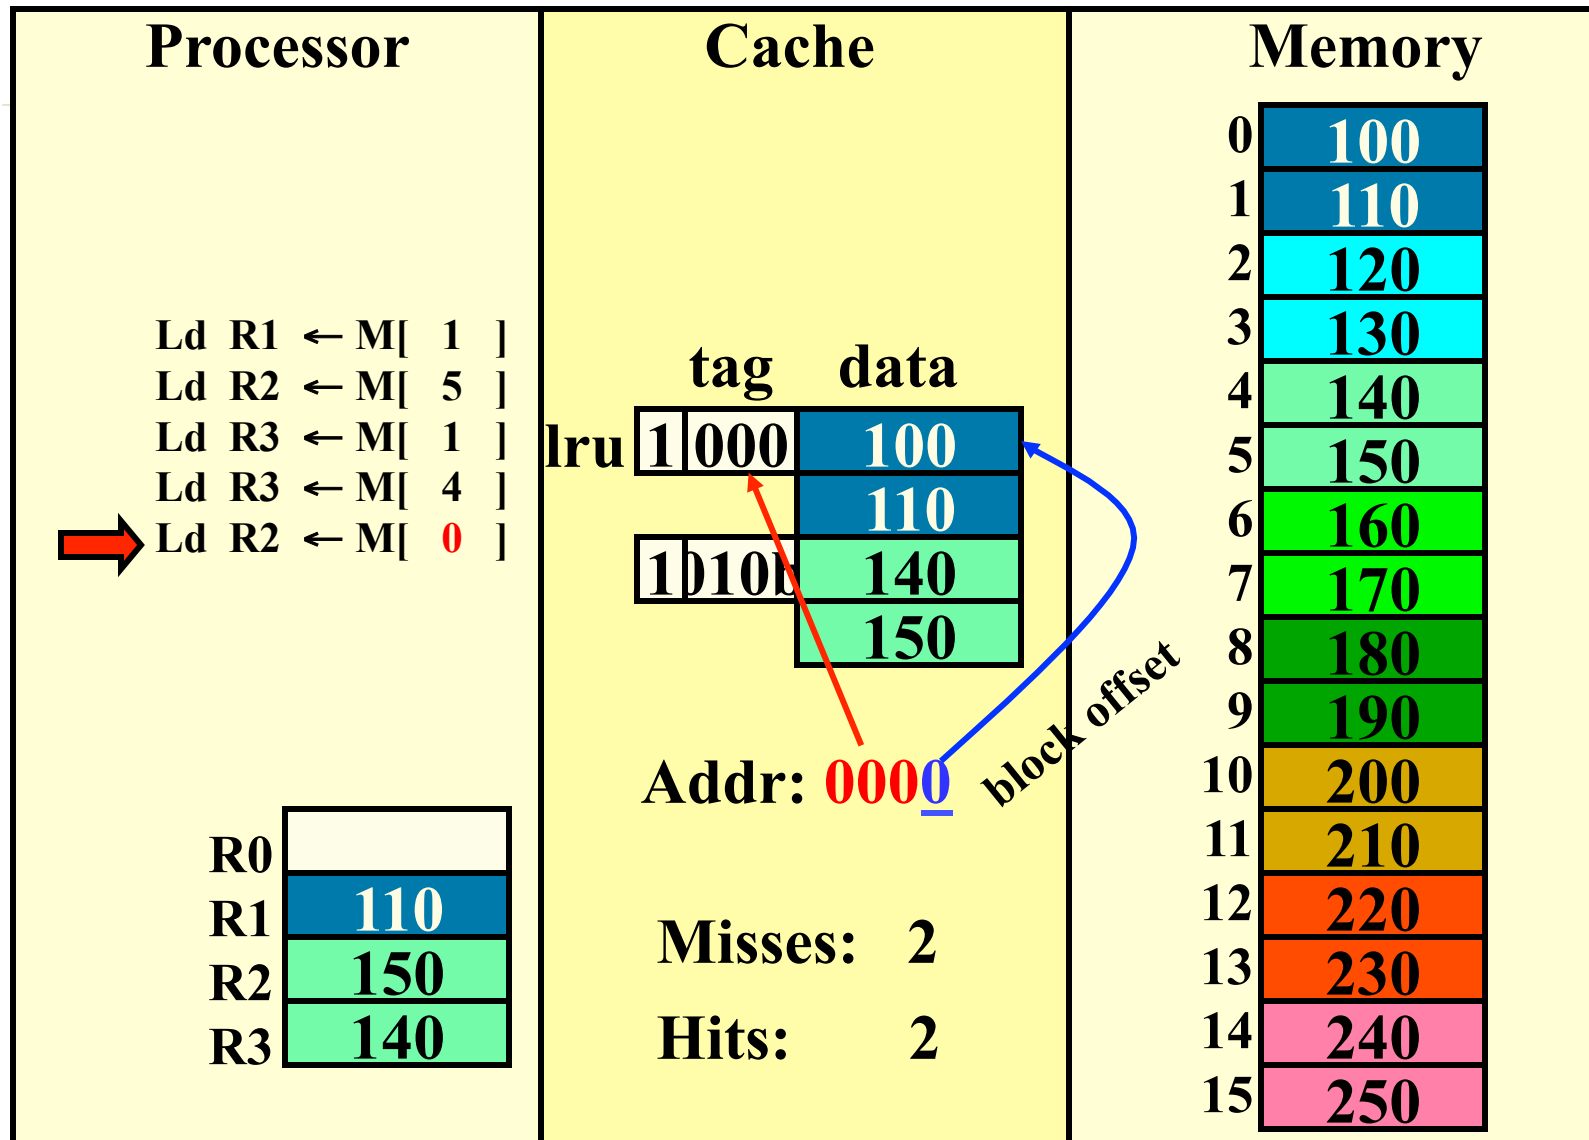 Processor
Ld R1 ← M[ 1 ]
Ld R2 ← M[ 5 ]
Ld R3 ← M[ 1 ]
Ld R3 ← M[ 4 ]
Ld R2 ← M[ 0 ]
R0
R1 110
R2 150
R3 140
Cache
tag data
lru 1 000 100
110
1 010b 140
150
Addr: 0000
block offset
Misses: 2
Hits: 2
Memory
0 100
1 110
2 120
3 130
4 140
5 150
6 160
7 170
8 180
9 190
10 200
11 210
12 220
13 230
14 240
15 250